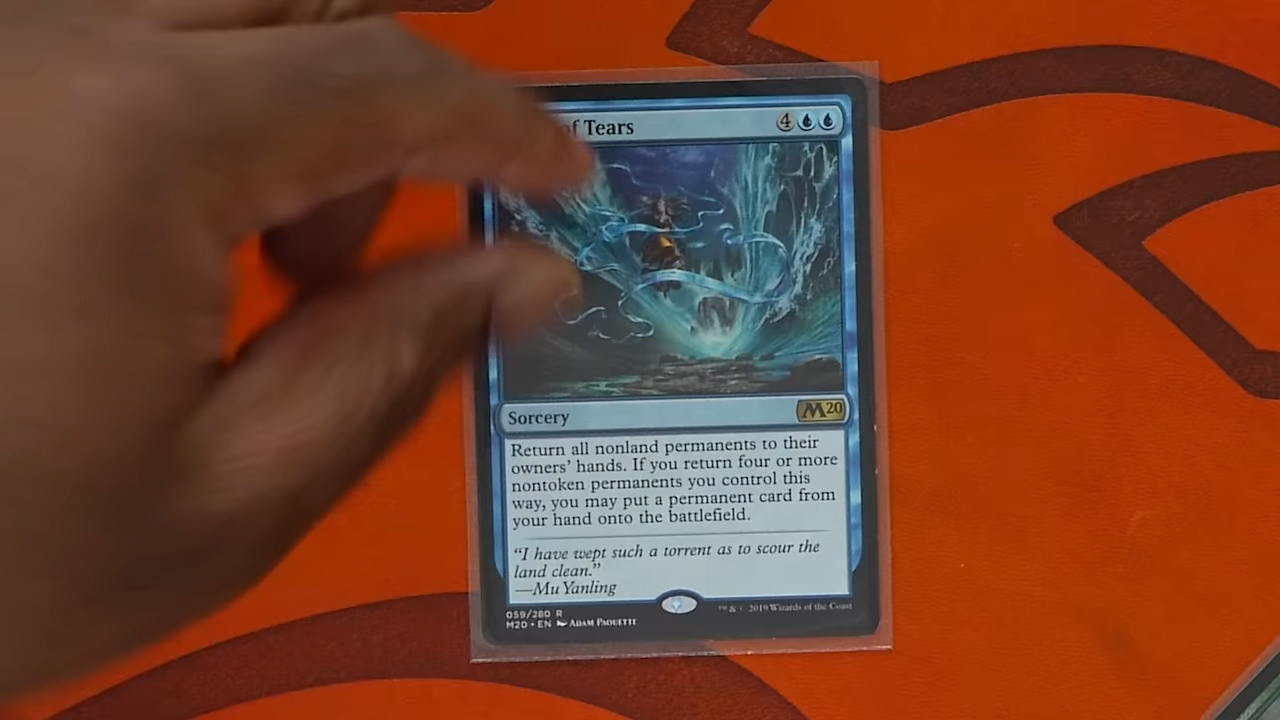 of Tears
4
Sorcery
M20
Return all nonland permanents to their
owners' hands. If you return four or more
nontoken permanents you control this
way, you may put a permanent card from
your hand onto the battlefield.
"I have wept such a torrent as to scour the
land clean."
—Mu Yanling
059/280 R
M20 • EN ADAM PAQUETTE
™ & © 2019 Wizards of the Coast